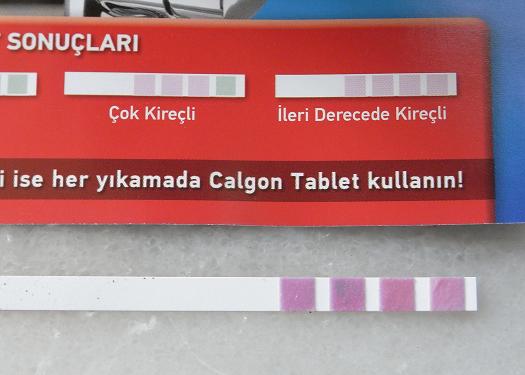 SONUÇLARI
Çok Kireçli
İleri Derecede Kireçli
ise her yıkamada Calgon Tablet kullanın!